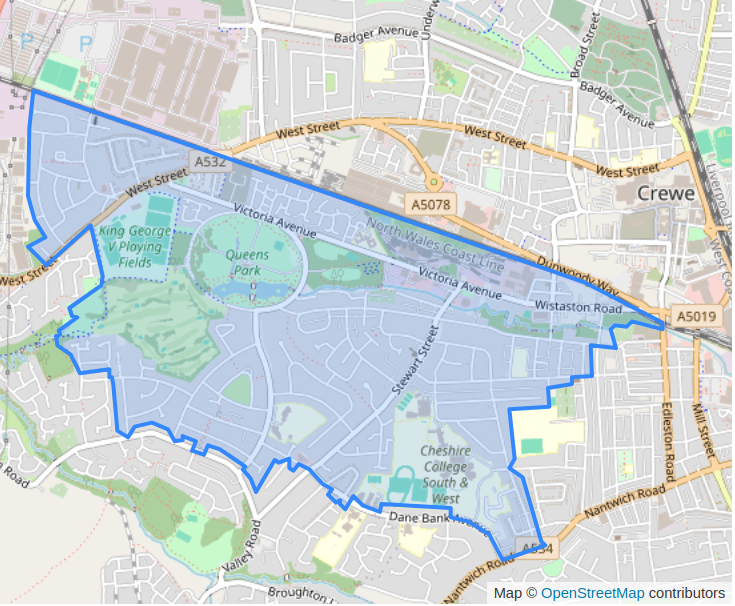 Badger Avenue
Broad Street
Badger Avenue
West Street
West Street
West Street
A532
West Street
A5078
Crewe
Victoria Avenue
North Wales Coast Line
King George
V Playing
Fields
Queens
Park
Victoria Avenue
Dunwoody Way
West Street
Wistaston Road
A5019
Stewart Street
Edleston Road
Mill Street
Cheshire
College
South &
West
Nantwich Road
Dane Bank Avenue
A534
Valley Road
Nantwich Road
Road
Map © OpenStreetMap contributors